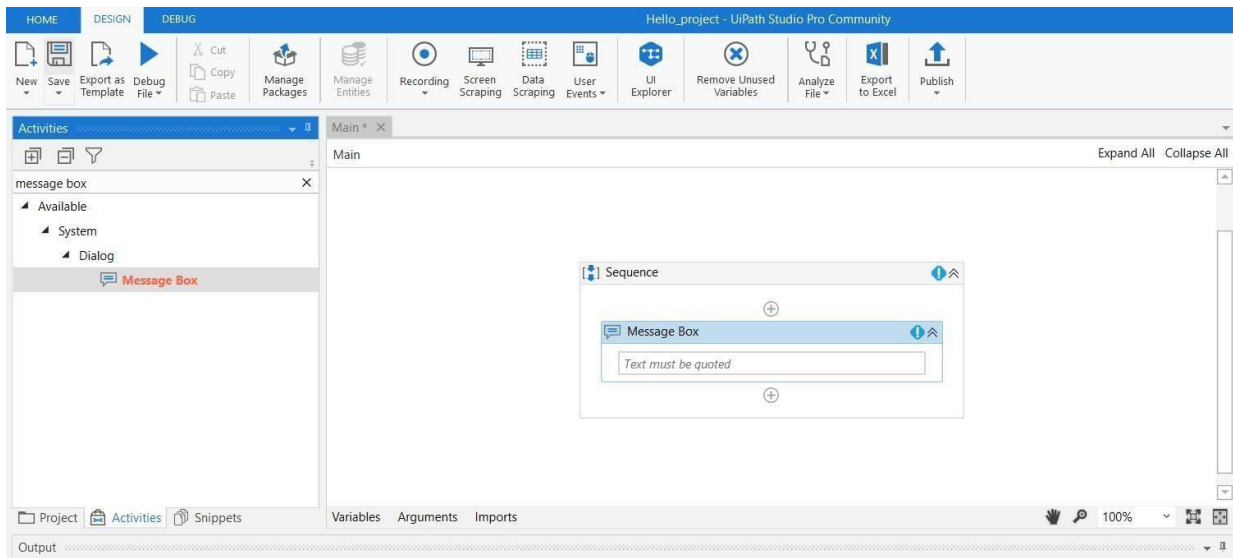 HOME DESIGN DEBUG Hello_project - UiPath Studio Pro Community
New Save Export as Template Debug File Cut Copy Paste Manage Packages Manage Entities Recording Screen Scraping Data Scraping User Events UI Explorer Remove Unused Variables Analyze File Export to Excel Publish
Activities
Main *
Main Expand All Collapse All
message box
Available
System
Dialog
Message Box
Sequence
Message Box
Text must be quoted
Project Activities Snippets
Variables Arguments Imports 100%
Output